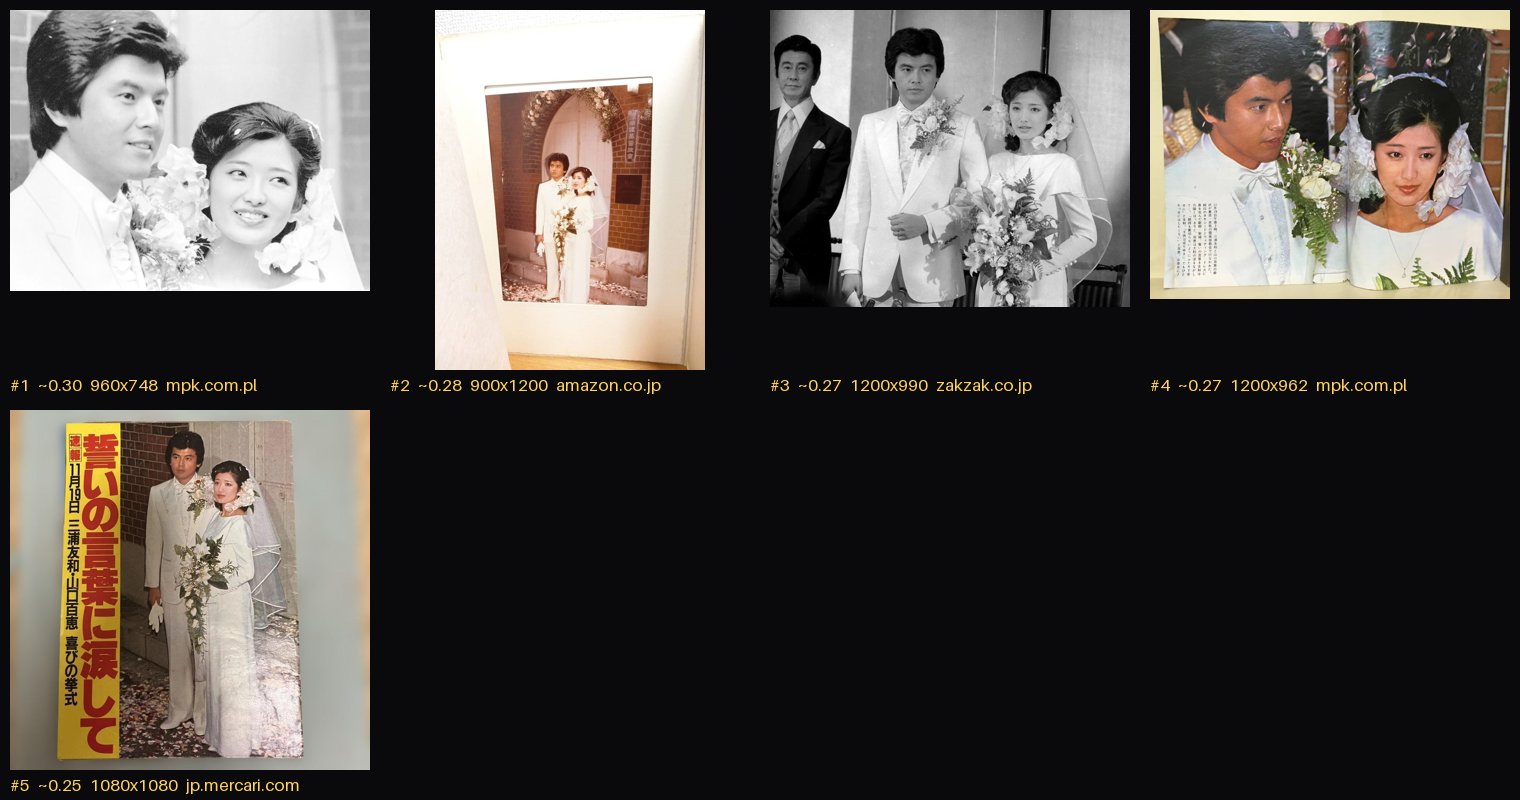 #1 ~0.30 960x748 mpk.com.pl
#2 ~0.28 900x1200 amazon.co.jp
#3 ~0.27 1200x990 zakzak.co.jp
#4 ~0.27 1200x962 mpk.com.pl
速報
11月19日 三浦友和・山口百恵 喜びの挙式
誓いの言葉に涙して
#5 ~0.25 1080x1080 jp.mercari.com